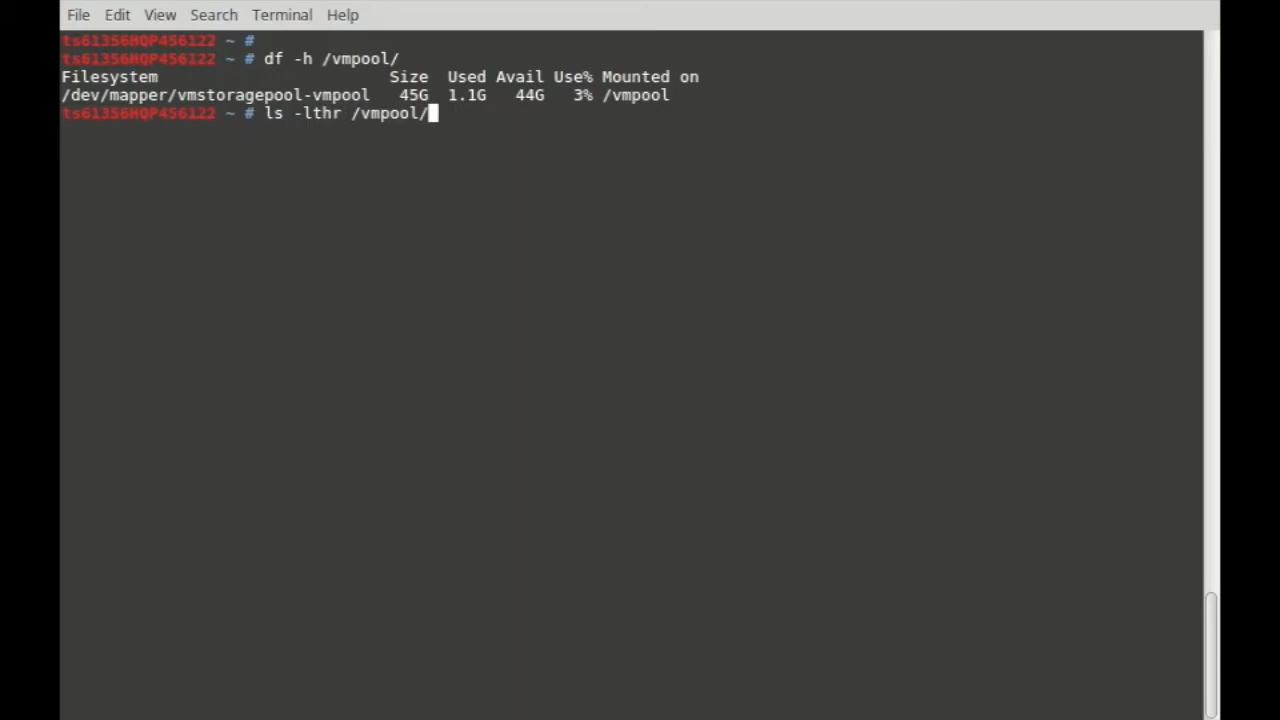 File Edit View Search Terminal Help
ts61356HQP456122 ~ #
ts61356HQP456122 ~ # df -h /vmpool/
Filesystem                        Size  Used Avail Use% Mounted on
/dev/mapper/vmstoragepool-vmpool   45G  1.1G   44G   3% /vmpool
ts61356HQP456122 ~ # ls -lthr /vmpool/